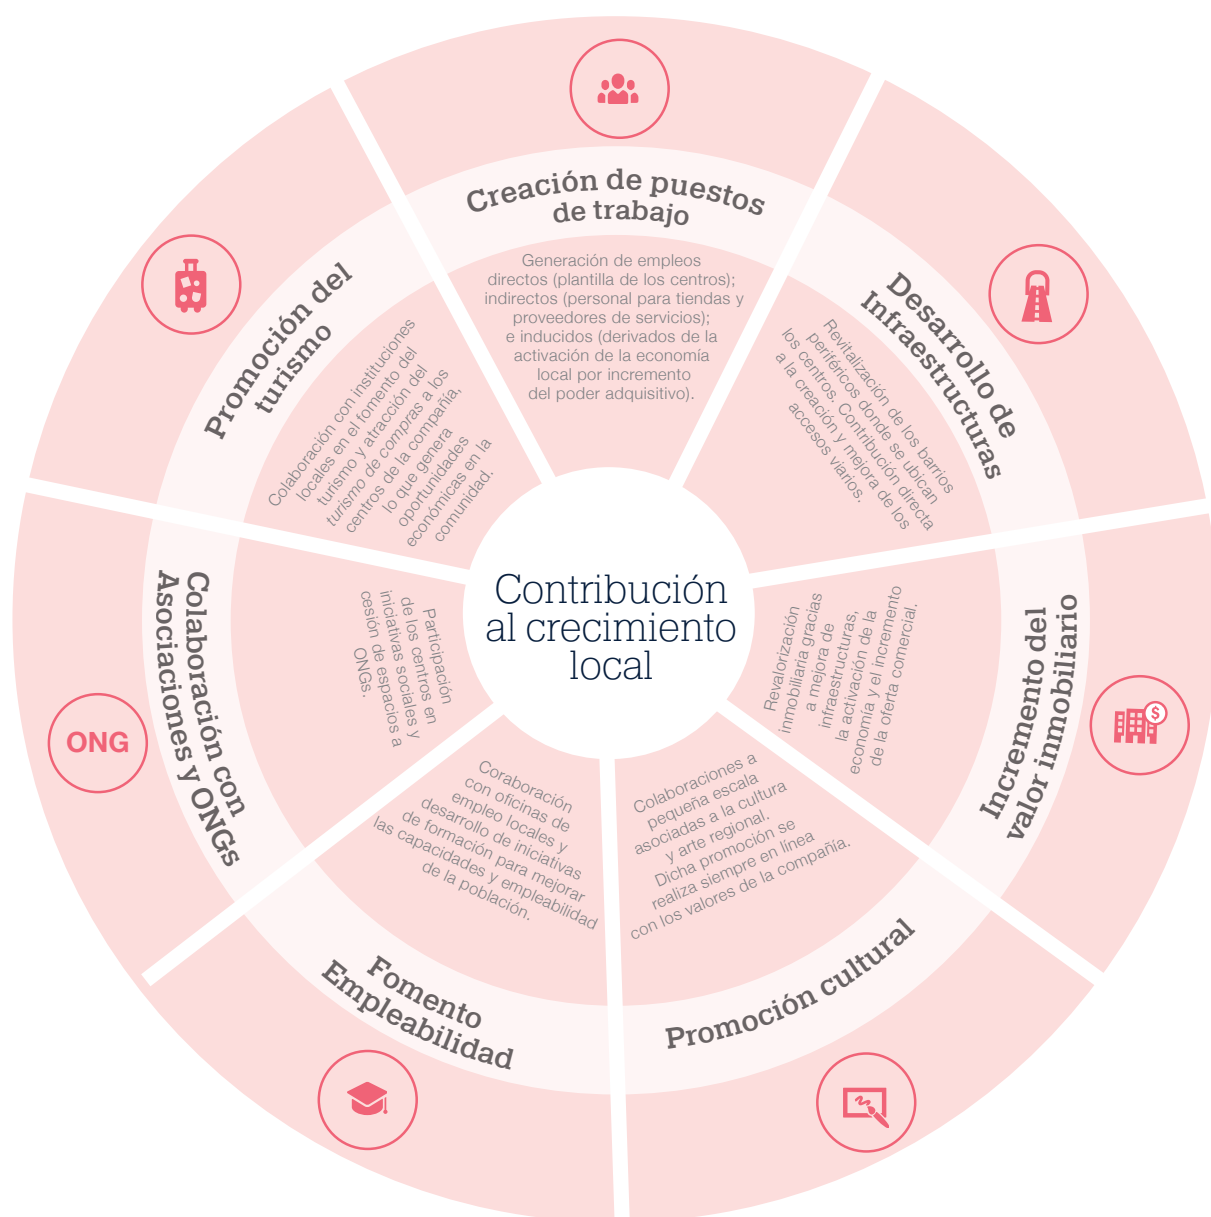 Contribución
al crecimiento
local
Creación de puestos
de trabajo
Generación de empleos
directos (plantilla de los centros);
indirectos (personal para tiendas y
proveedores de servicios);
e inducidos (derivados de la
activación de la economía
local por incremento
del poder adquisitivo).
Desarrollo de
Infraestructuras
Revitalización de los barrios
periféricos donde se ubican
los centros. Contribución directa
a la creación y mejora de los
accesos viarios.
Incremento del
valor inmobiliario
$
Revalorización
inmobiliaria gracias
a mejora de
infraestructuras,
la activación de la
economía y el incremento
de la oferta comercial.
Promoción cultural
Colaboraciones a
pequeña escala
asociadas a la cultura
y arte regional.
Dicha promoción se
realiza siempre en línea
con los valores de la compañía.
Fomento
Empleabilidad
Coraboración
con oficinas de
empleo locales y
desarrollo de iniciativas
de formación para mejorar
las capacidades y empleabilidad
de la población.
Colaboración con
Asociaciones y ONGs
ONG
Participación
de los centros en
iniciativas sociales y
cesión de espacios a
ONGs.
Promoción del
turismo
Colaboración con instituciones
locales en el fomento del
turismo y atracción del
turismo de compras a los
centros de la compañía,
lo que genera
oportunidades
económicas en la
comunidad.